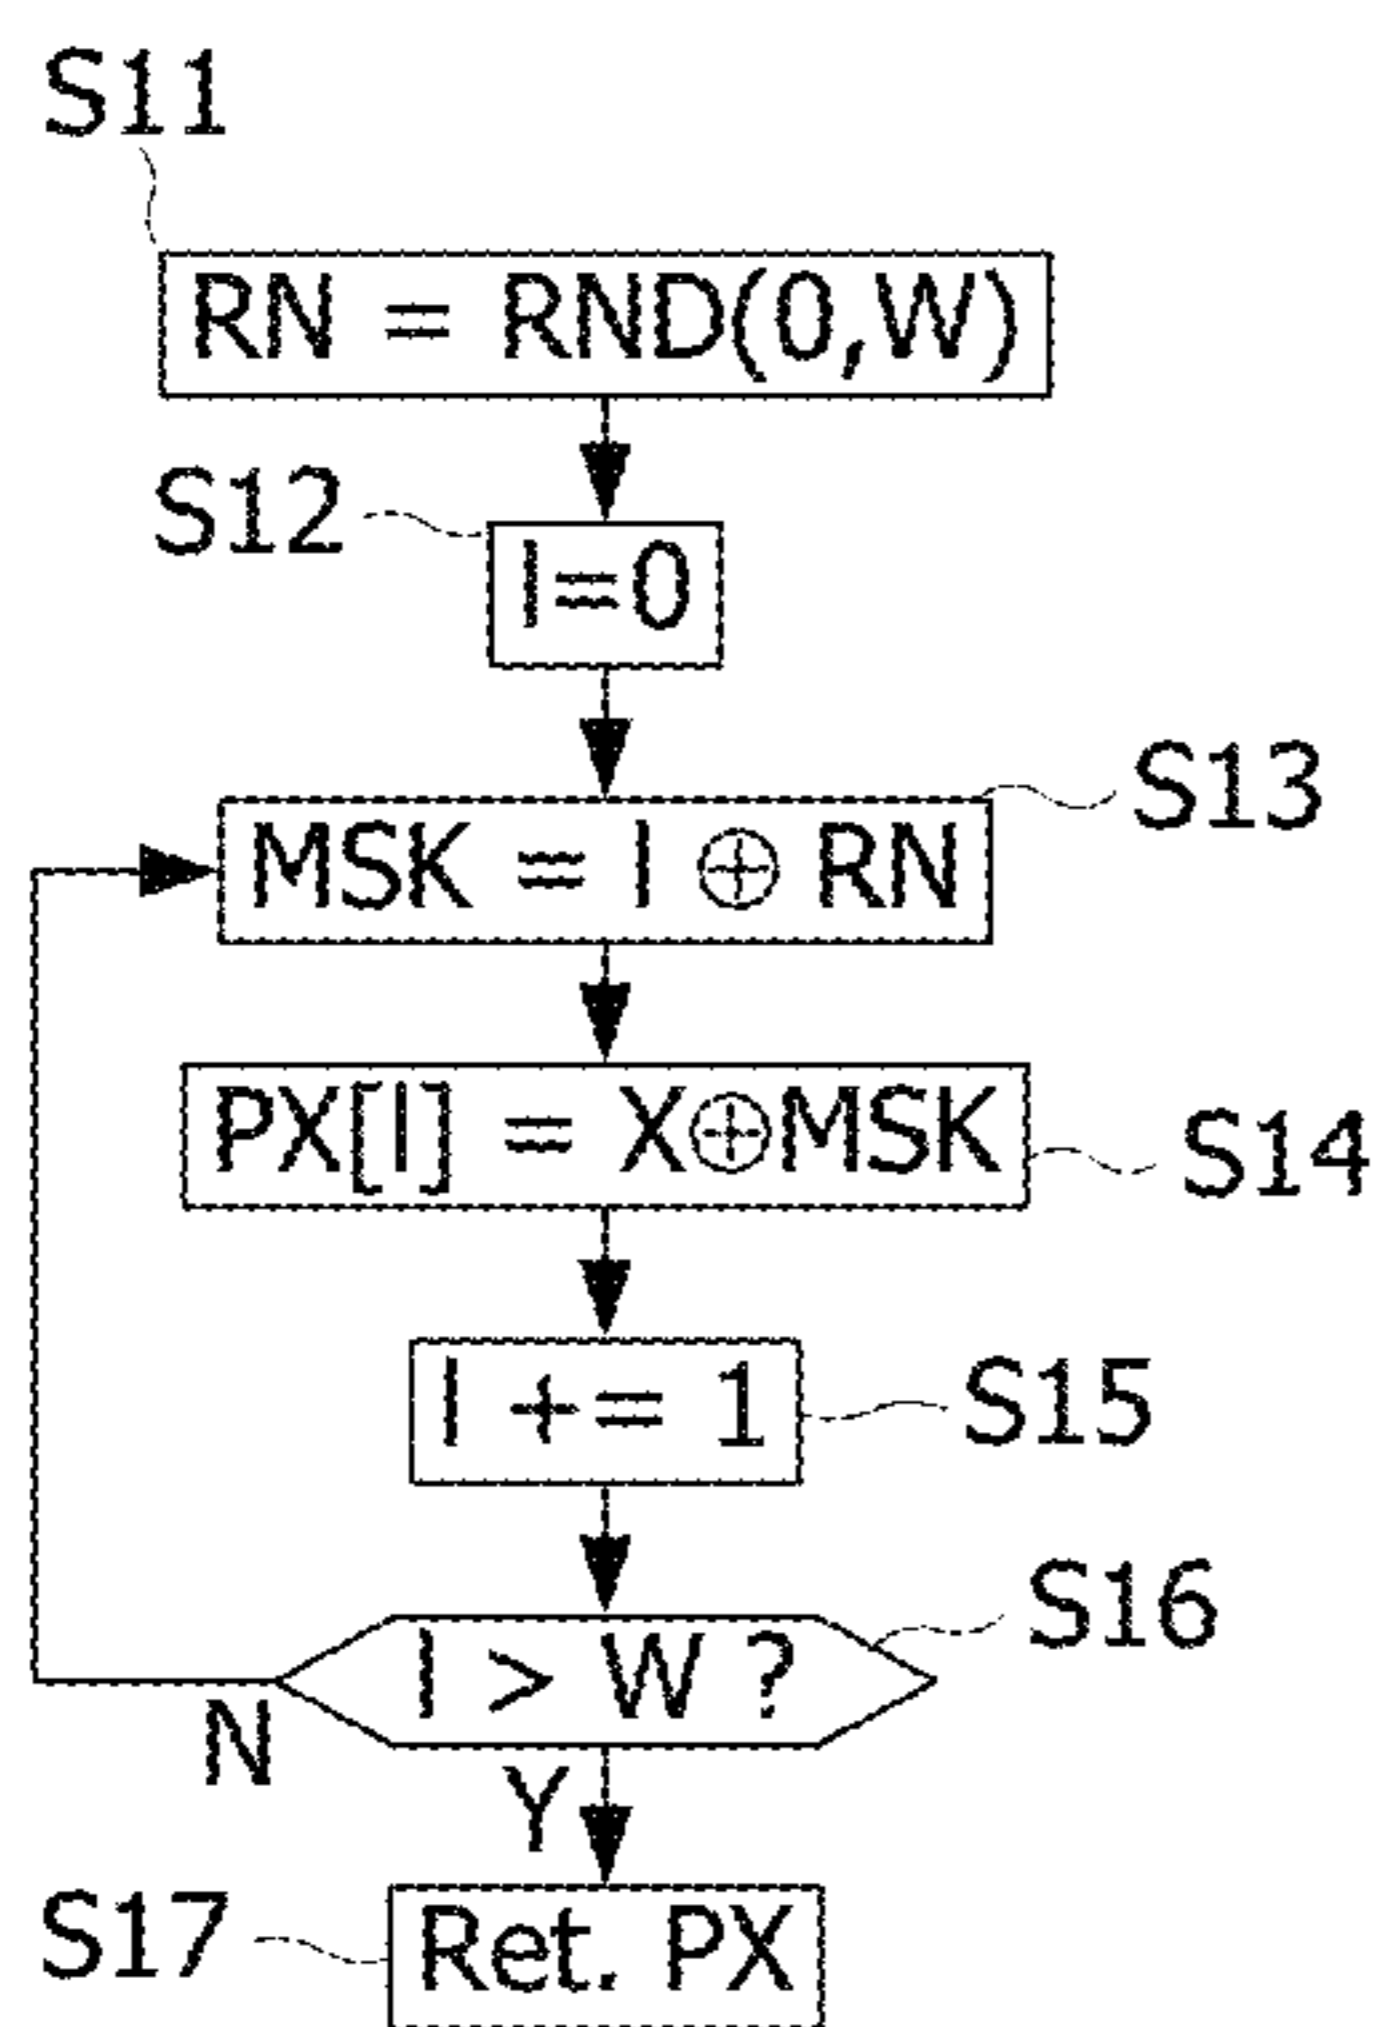 S11
RN = RND(0,W)
S12
I=0
S13
MSK = I ⊕ RN
PX[I] = X⊕MSK
S14
I += 1
S15
S16
I > W ?
N
Y
S17
Ret. PX